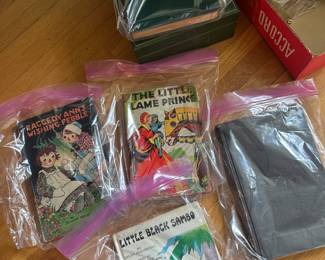 ACCORD
RAGGEDY ANN'S
WISHING PEBBLE
THE LITTLE
LAME PRINCE
LITTLE BLACK SAMBO